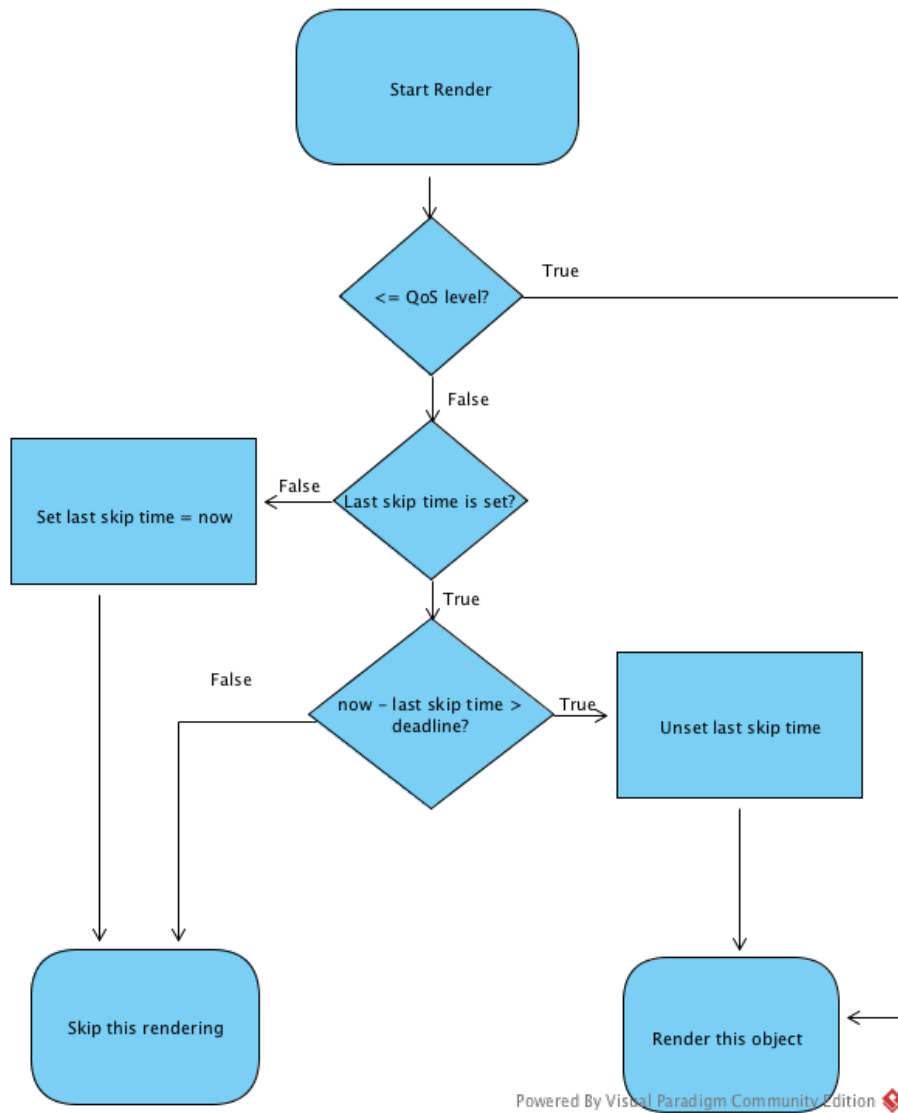 Start Render
True
<= QoS level?
False
False
Last skip time is set?
Set last skip time = now
True
False
now – last skip time >
deadline?
True
Unset last skip time
Skip this rendering
Render this object
Powered By Visual Paradigm Community Edition